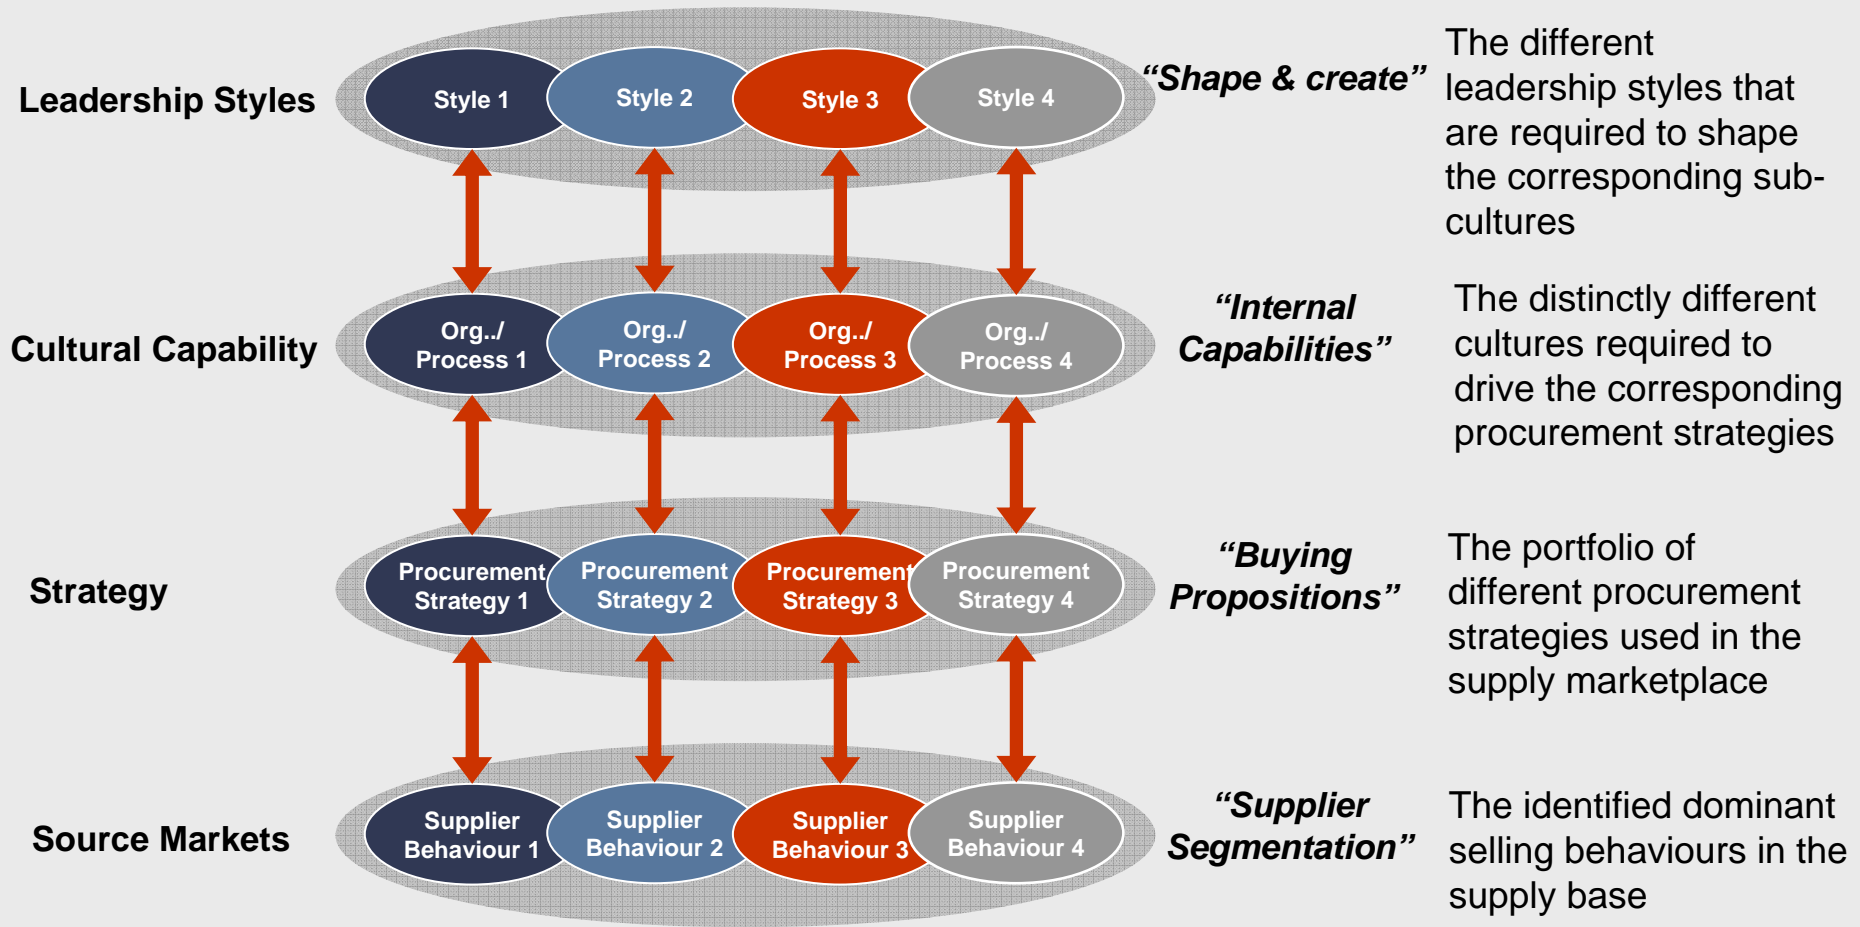 Leadership Styles
Style 1
Style 2
Style 3
Style 4
“Shape & create”
The different
leadership styles that
are required to shape
the corresponding sub-
cultures
Cultural Capability
Org../
Process 1
Org../
Process 2
Org../
Process 3
Org../
Process 4
“Internal
Capabilities”
The distinctly different
cultures required to
drive the corresponding
procurement strategies
Strategy
Procurement
Strategy 1
Procurement
Strategy 2
Procurement
Strategy 3
Procurement
Strategy 4
“Buying
Propositions”
The portfolio of
different procurement
strategies used in the
supply marketplace
Source Markets
Supplier
Behaviour 1
Supplier
Behaviour 2
Supplier
Behaviour 3
Supplier
Behaviour 4
“Supplier
Segmentation”
The identified dominant
selling behaviours in the
supply base